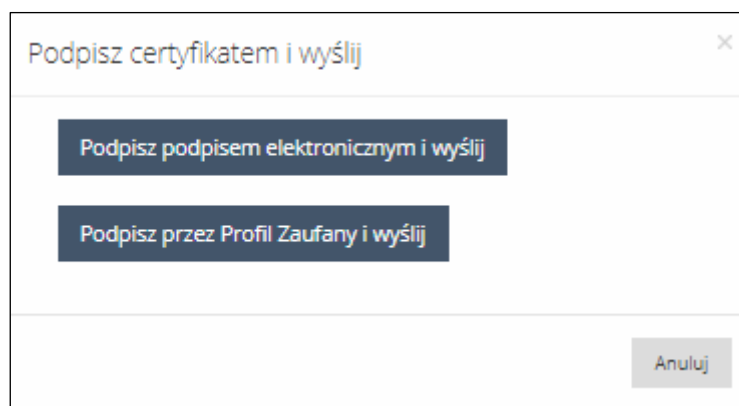 Podpisz certyfikatem i wyślij
×
Podpisz podpisem elektronicznym i wyślij
Podpisz przez Profil Zaufany i wyślij
Anuluj